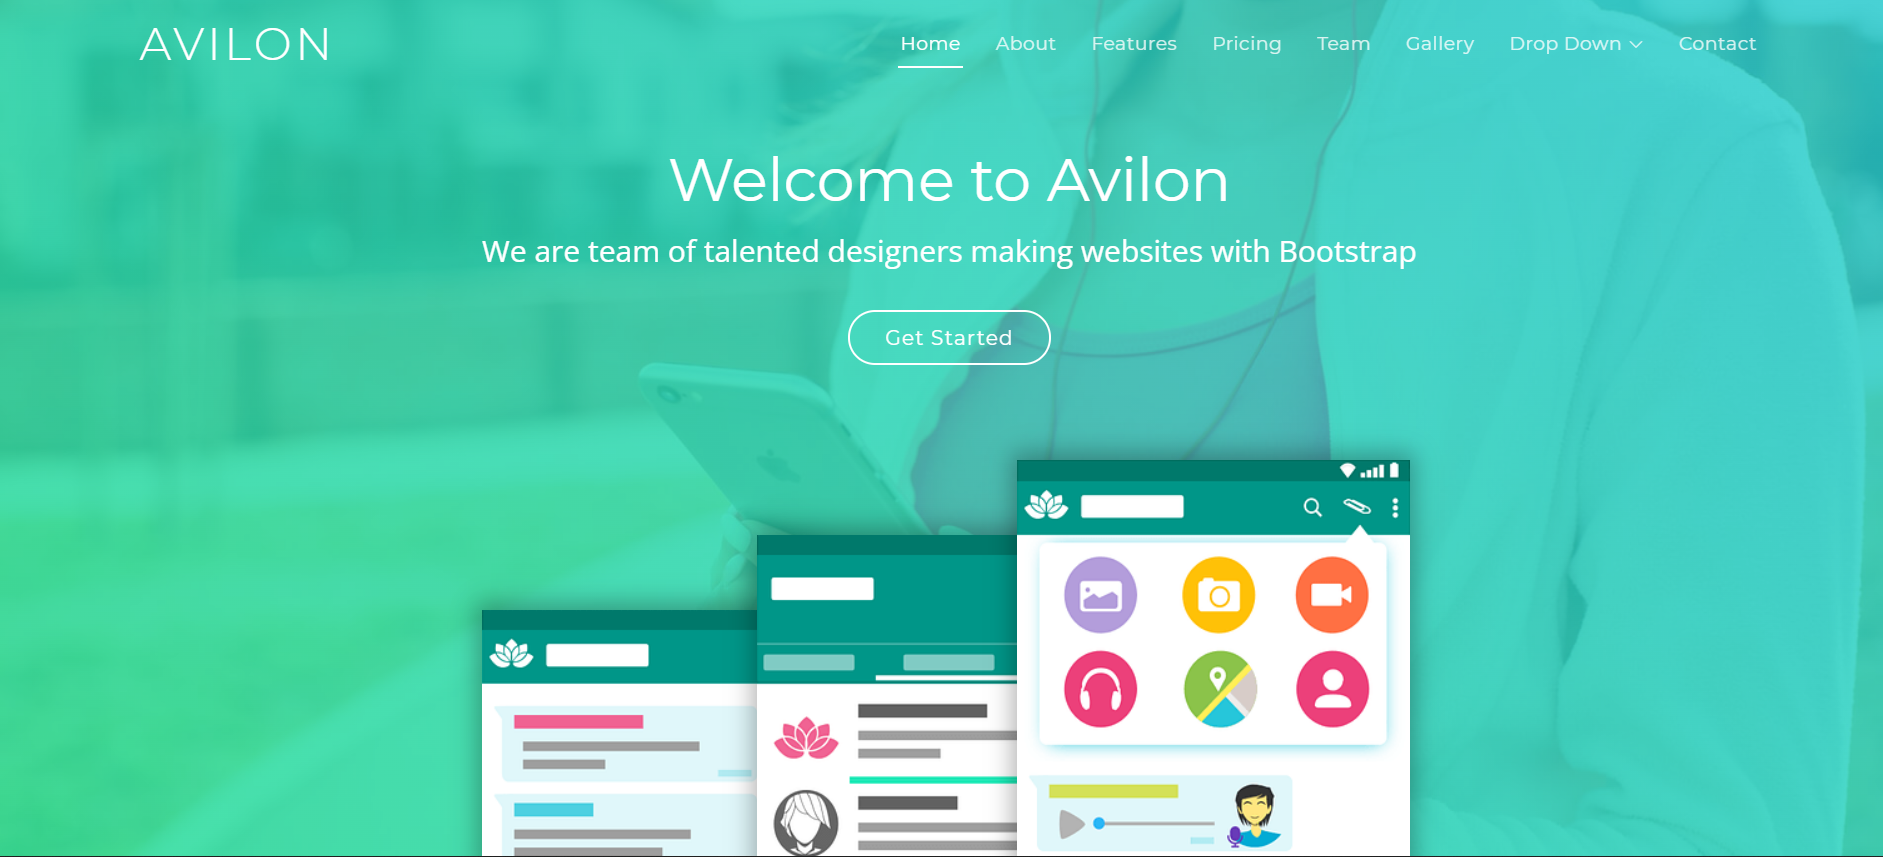 AVILON
Home About Features Pricing Team Gallery Drop Down Contact
Welcome to Avilon
We are team of talented designers making websites with Bootstrap
Get Started